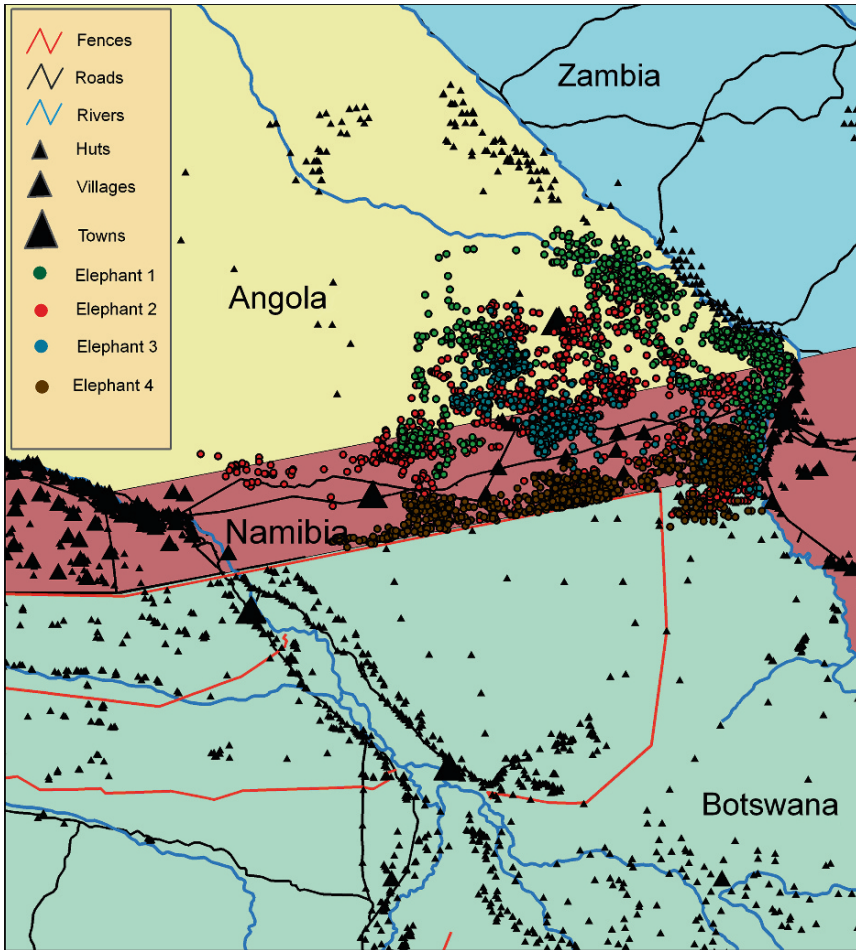 Fences
Roads
Rivers
Huts
Villages
Towns
Elephant 1
Elephant 2
Elephant 3
Elephant 4
Zambia
Angola
Namibia
Botswana